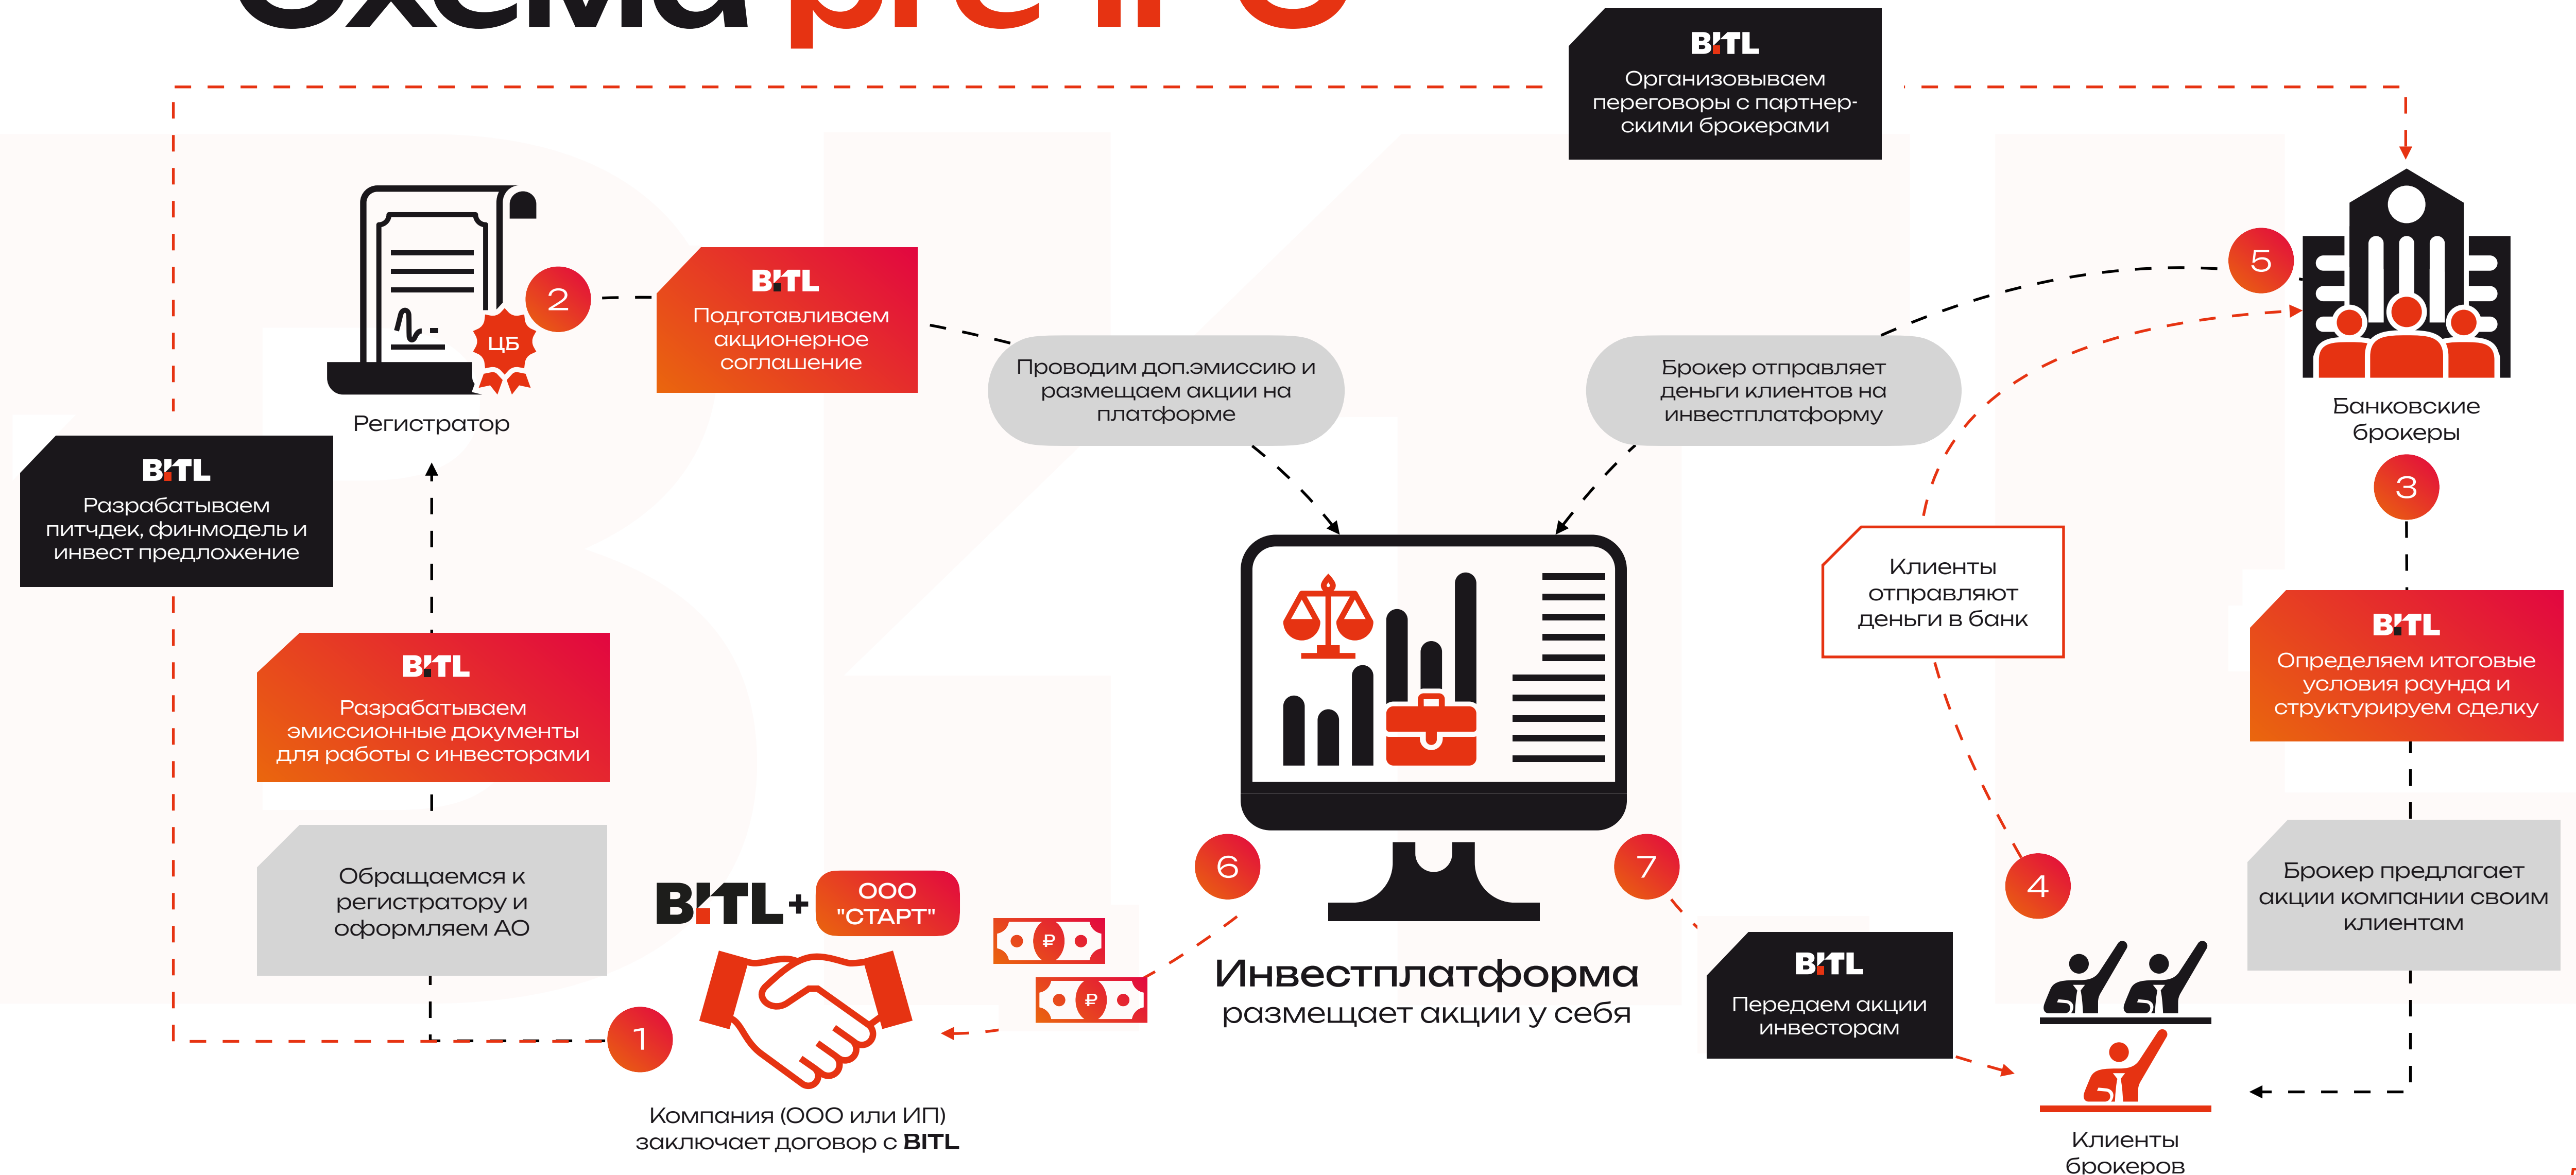 Схема pre-IPO
BITL
Организовываем
переговоры с партнер-
скими брокерами
ЦБ
Регистратор
2
BITL
Подготавливаем
акционерное
соглашение
Проводим доп.эмиссию и
размещаем акции на
платформе
Брокер отправляет
деньги клиентов на
инвестплатформу
5
Банковские
брокеры
3
BITL
Разрабатываем
питчдек, финмодель и
инвест предложение
BITL
Разрабатываем
эмиссионные документы
для работы с инвесторами
Обращаемся к
регистратору и
оформляем АО
1
BITL +
ООО
"СТАРТ"
Компания (ООО или ИП)
заключает договор с BITL
₽
₽
6
Инвестплатформа
размещает акции у себя
7
BITL
Передаем акции
инвесторам
Клиенты
отправляют
деньги в банк
4
BITL
Определяем итоговые
условия раунда и
структурируем сделку
Брокер предлагает
акции компании своим
клиентам
Клиенты
брокеров